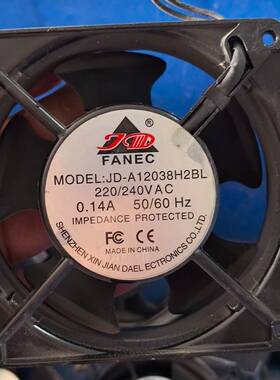 JD
FANEC
MODEL:JD-A12038H2BL
220/240VAC
0.14A 50/60 Hz
IMPEDANCE PROTECTED
FC CE
MADE IN CHINA
SHENZHEN XIN JIAN DAEL ECTRONICS CO.,LTD.